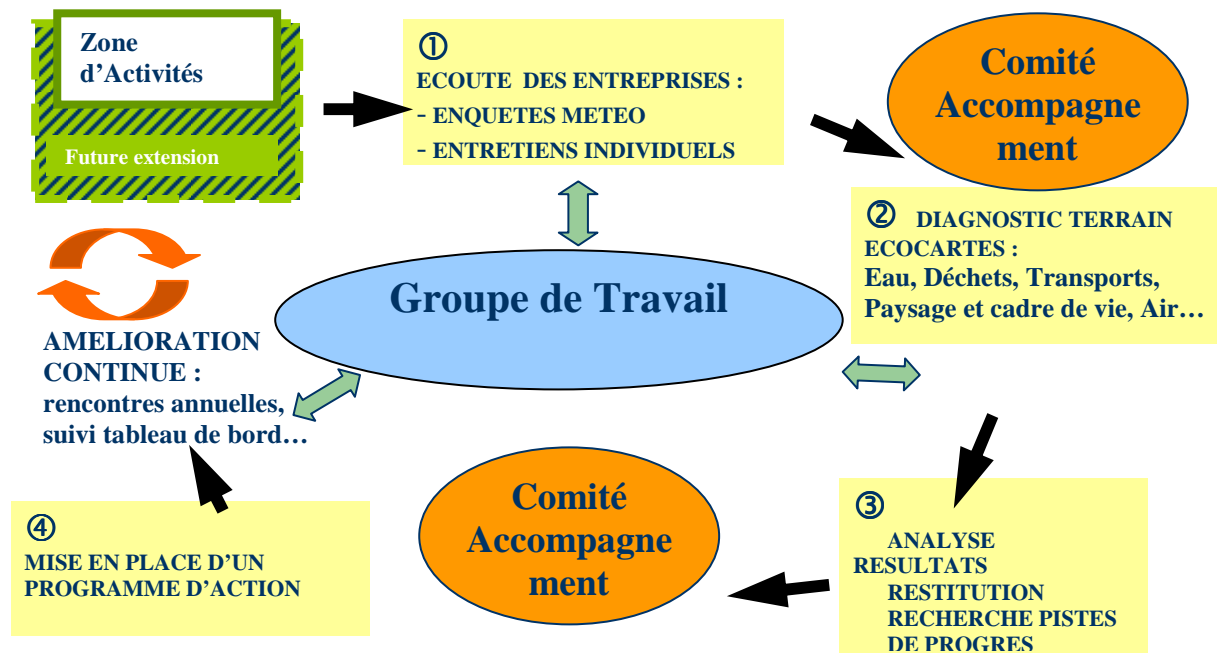 Zone
d'Activités
Future extension
①
ECOUTE DES ENTREPRISES :
- ENQUETES METEO
- ENTRETIENS INDIVIDUELS
Comité
Accompagne
ment
② DIAGNOSTIC TERRAIN
ECOCARTES :
Eau, Déchets, Transports,
Paysage et cadre de vie, Air…
Groupe de Travail
AMELIORATION
CONTINUE :
rencontres annuelles,
suivi tableau de bord…
③
ANALYSE
RESULTATS
RESTITUTION
RECHERCHE PISTES
DE PROGRES
Comité
Accompagne
ment
④
MISE EN PLACE D'UN
PROGRAMME D'ACTION